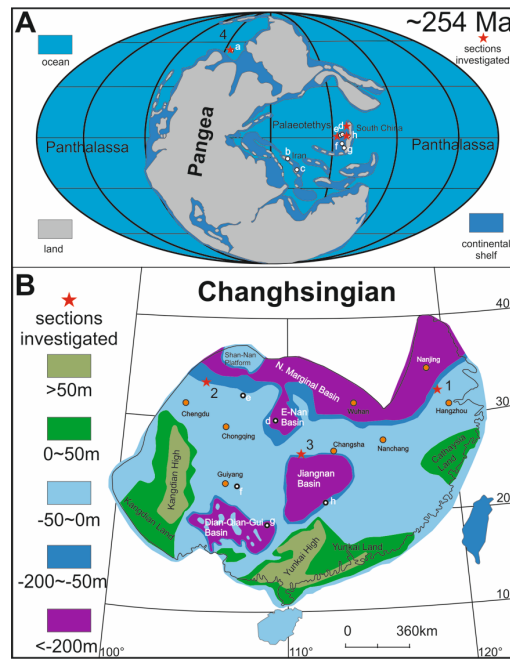 A
~254 Ma
4
a
ocean
sections
investigated
Palaeotethys
South China
d
h
f
g
b
Iran
c
Panthalassa
Pangea
Panthalassa
land
continental
shelf
B
Changhsingian
40
sections
investigated
>50m
0~50m
-50~0m
-200~-50m
<-200m
Shan-Nan
Platform
N. Marginal Basin
Nanjing
1
30
2
e
Chengdu
E-Nan
Basin
d
Wuhan
Hangzhou
Chongqing
3
Changsha
Nanchang
Cathaysia
Land
Kangdian High
Guiyang
f
Jiangnan
Basin
20
h
Kangdian Land
Dian-Qian-Gui
Basin
g
Yunkai High
Yunkai Land
10
0
360km
100°
110°
120°